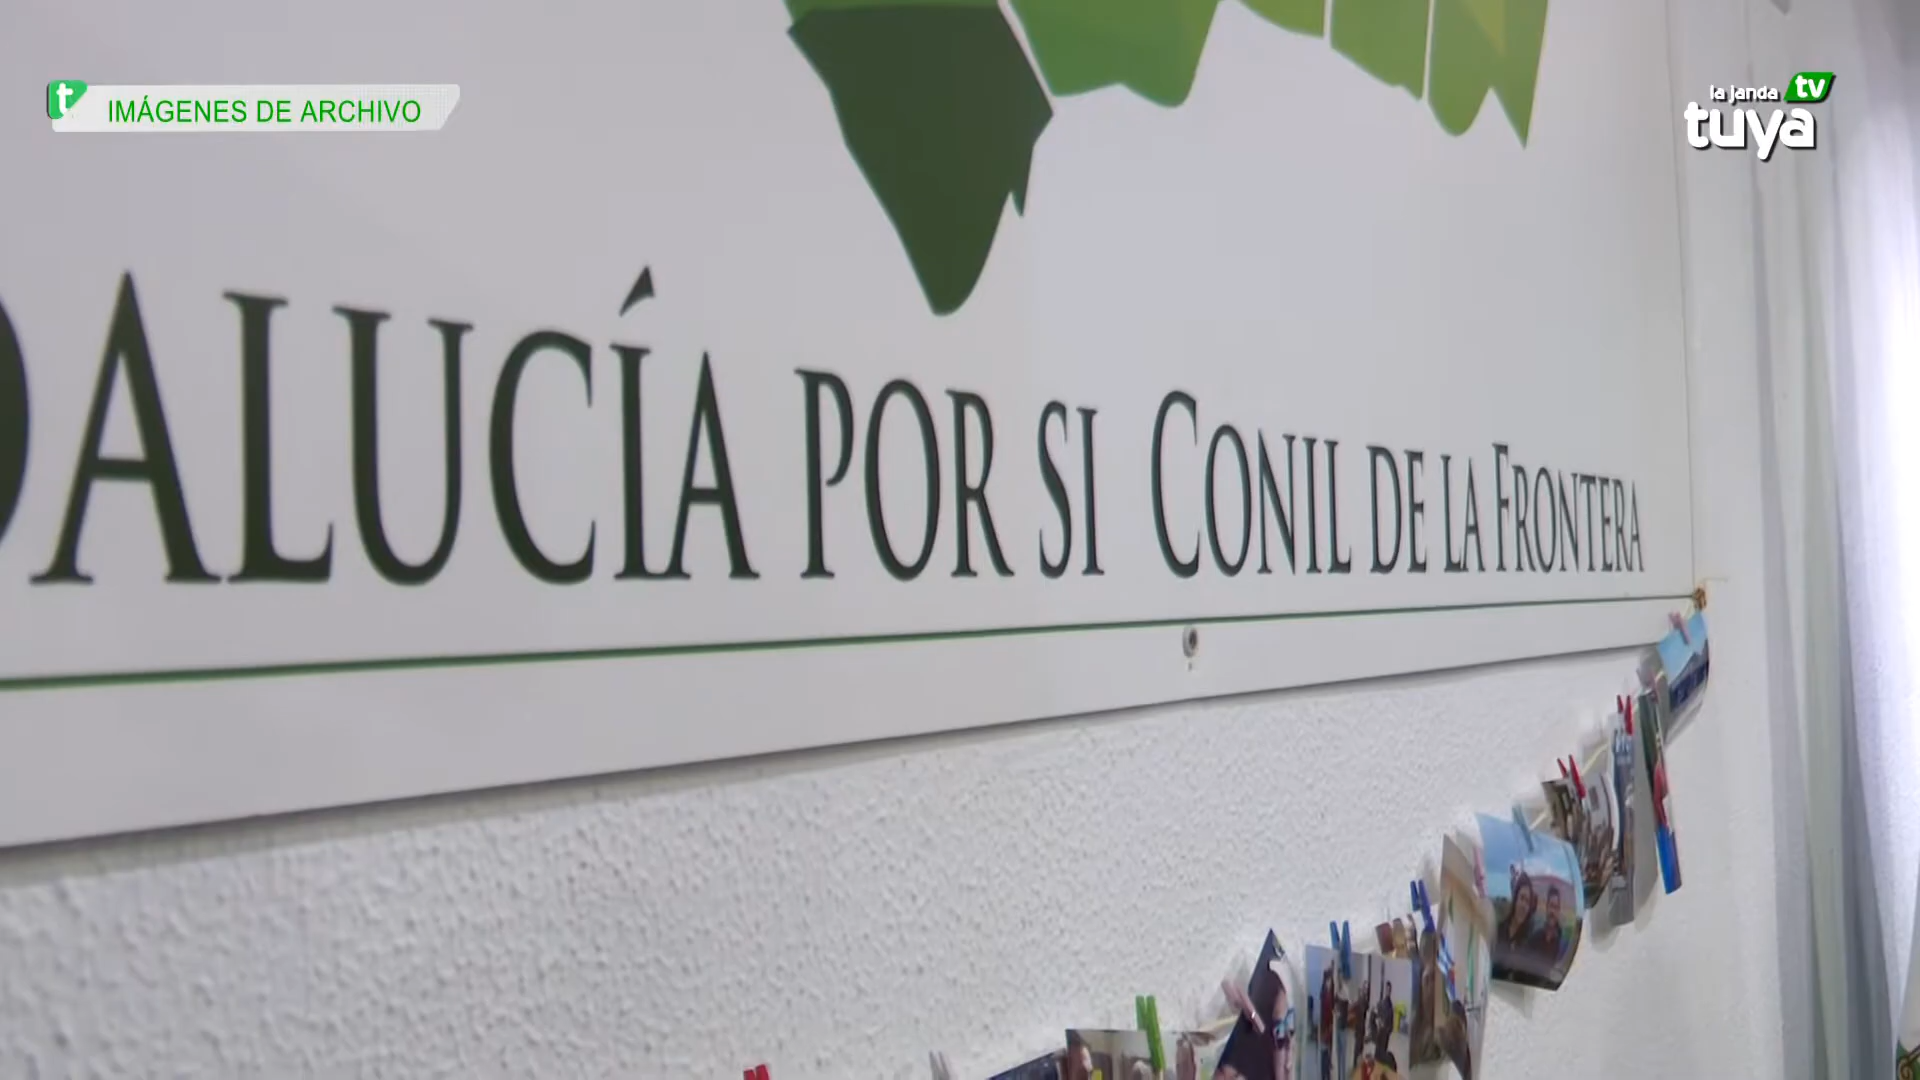 t IMÁGENES DE ARCHIVO
la janda tv
tuya
DALUCÍA POR SI CONIL DE LA FRONTERA